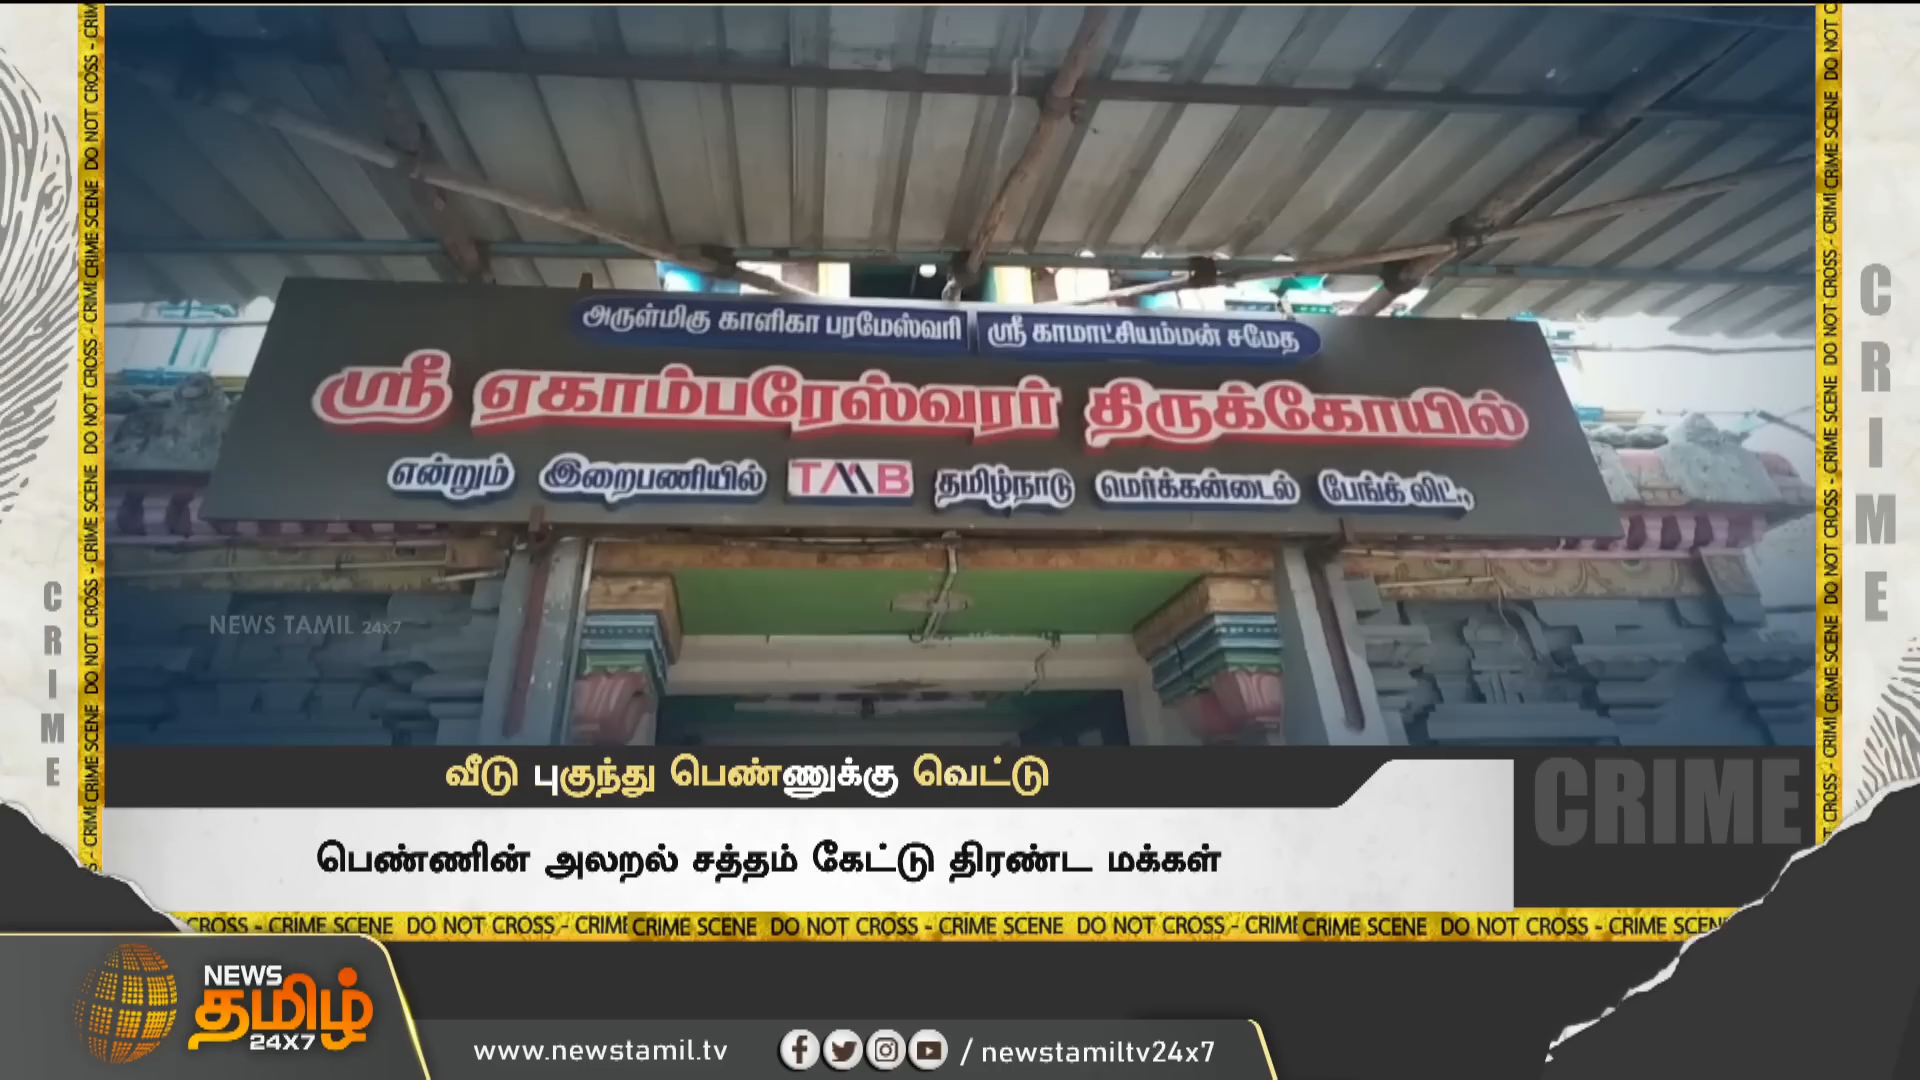 அருள்மிகு காளிகா பரமேஸ்வரி ஸ்ரீ காமாட்சியம்மன் சமேத
ஸ்ரீ ஏகாம்பரேஸ்வரர் திருக்கோயில்
என்றும் இறைபணியில் TMB தமிழ்நாடு மெர்க்கன்டைல் பேங்க் லிட்.,
NEWS TAMIL 24x7
வீடு புகுந்து பெண்ணுக்கு வெட்டு
CRIME
பெண்ணின் அலறல் சத்தம் கேட்டு திரண்ட மக்கள்
CRIME
CRIME
CROSS - CRIME SCENE DO NOT CROSS - CRIME CRIME SCENE DO NOT CROSS - CRIME SCENE DO NOT CROSS - CRIME CRIME SCENE DO NOT CROSS - CRIME SCEN
NEWS
தமிழ்
24X7
www.newstamil.tv / newstamiltv24x7